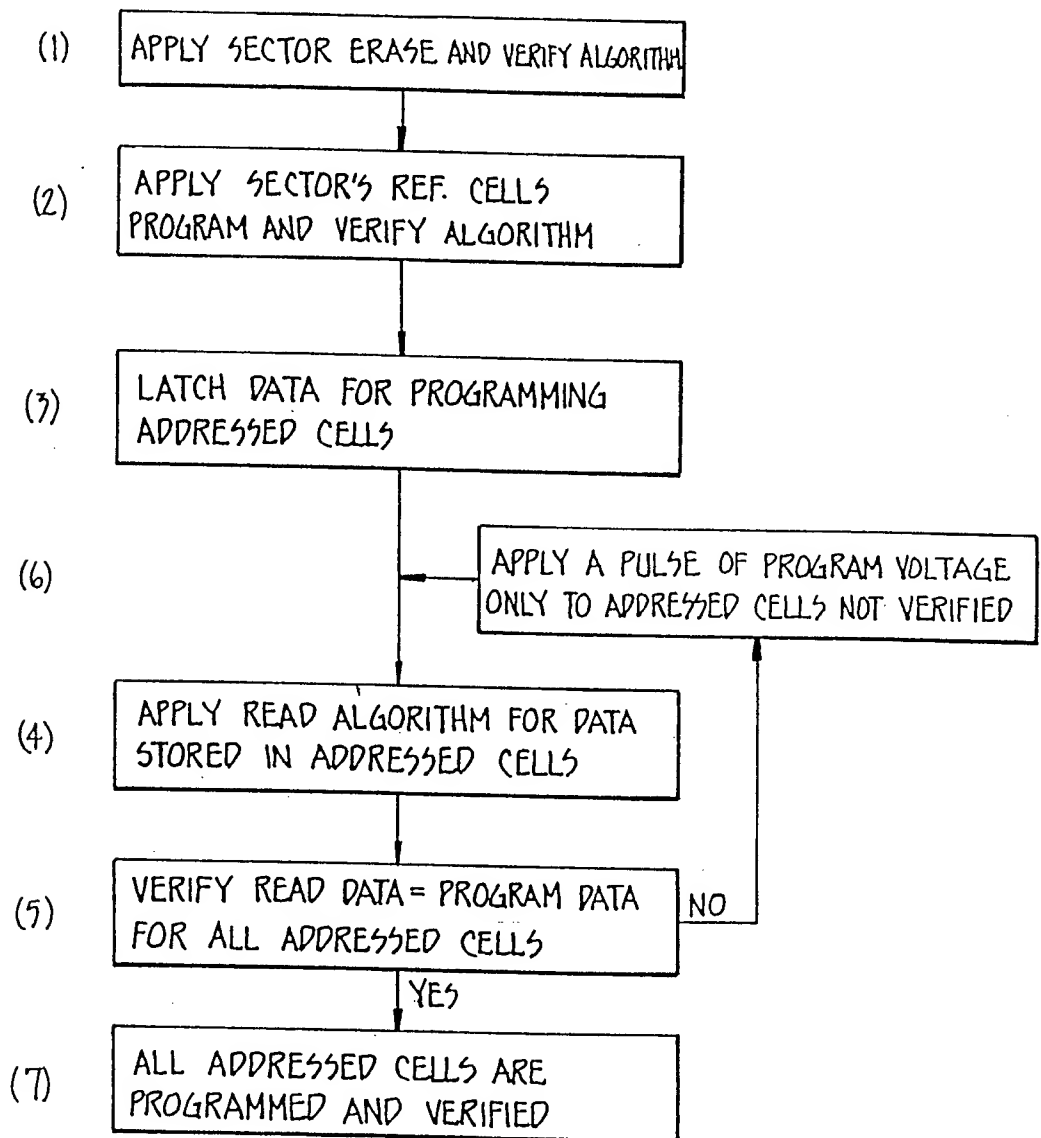 (1)
APPLY SECTOR ERASE AND VERIFY ALGORITHM
(2)
APPLY SECTOR'S REF. CELLS
PROGRAM AND VERIFY ALGORITHM
(3)
LATCH DATA FOR PROGRAMMING
ADDRESSED CELLS
(6)
APPLY A PULSE OF PROGRAM VOLTAGE
ONLY TO ADDRESSED CELLS NOT VERIFIED
(4)
APPLY READ ALGORITHM FOR DATA
STORED IN ADDRESSED CELLS
(5)
VERIFY READ DATA = PROGRAM DATA
FOR ALL ADDRESSED CELLS
NO
YES
(7)
ALL ADDRESSED CELLS ARE
PROGRAMMED AND VERIFIED